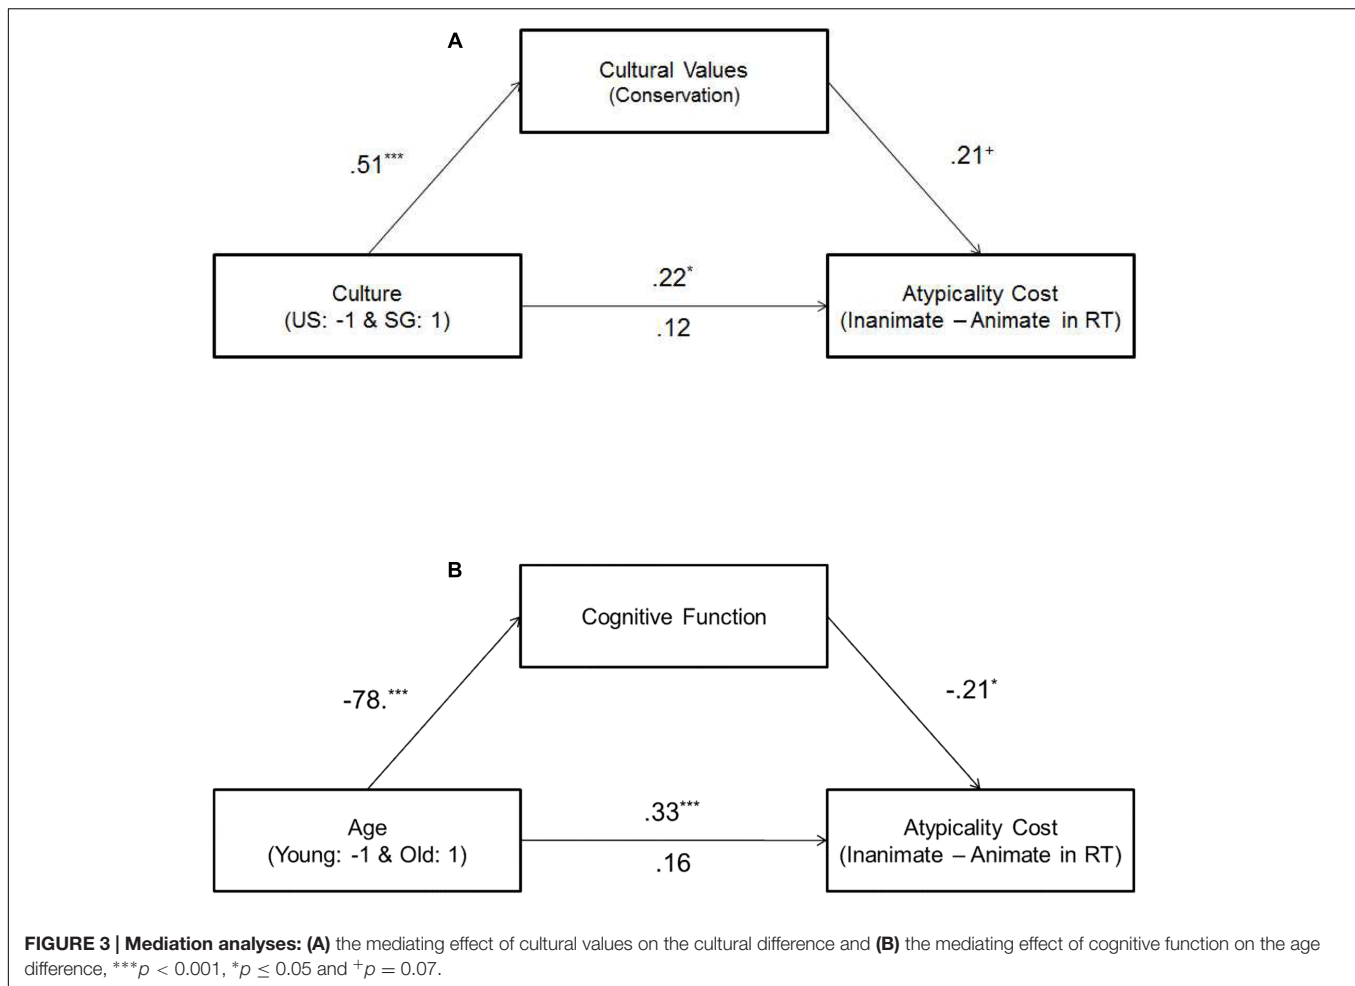 A
Cultural Values
(Conservation)
.51***
.21+
Culture
(US: -1 & SG: 1)
.22*
.12
Atypicality Cost
(Inanimate – Animate in RT)
B
Cognitive Function
-78.***
-.21*
Age
(Young: -1 & Old: 1)
.33***
.16
Atypicality Cost
(Inanimate – Animate in RT)
FIGURE 3 | Mediation analyses: (A) the mediating effect of cultural values on the cultural difference and (B) the mediating effect of cognitive function on the age
difference, ***p < 0.001, *p ≤ 0.05 and +p = 0.07.